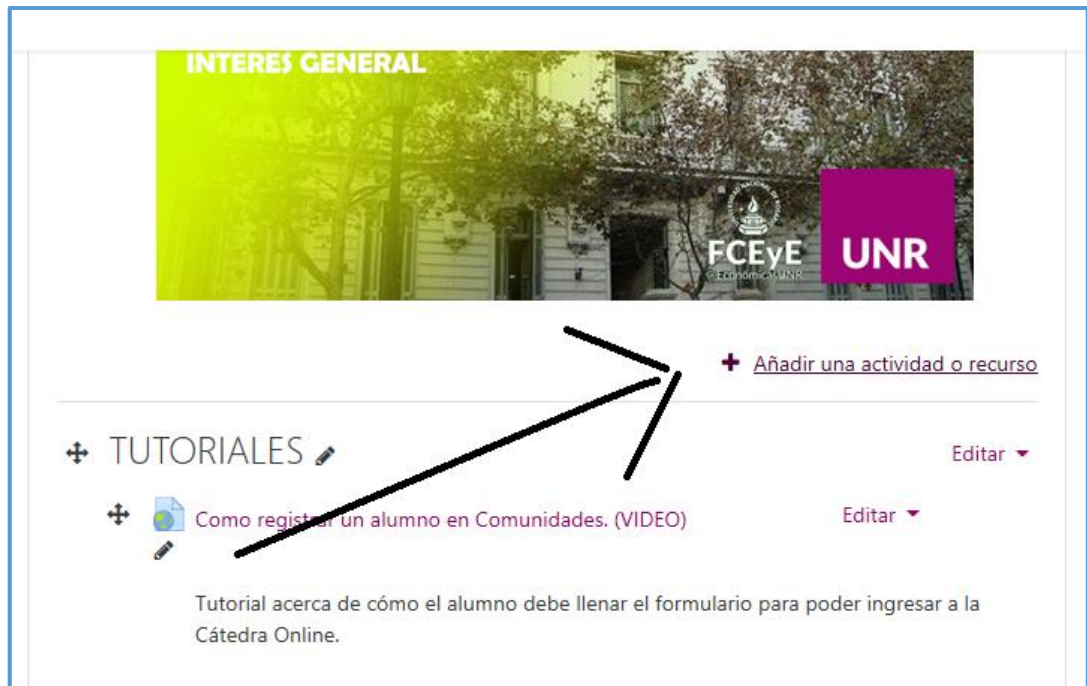 INTERES GENERAL
FCEyE
@EconómicasUNR
UNR
Añadir una actividad o recurso
TUTORIALES
Editar
Como registrar un alumno en Comunidades. (VIDEO)
Editar
Tutorial acerca de cómo el alumno debe llenar el formulario para poder ingresar a la
Cátedra Online.